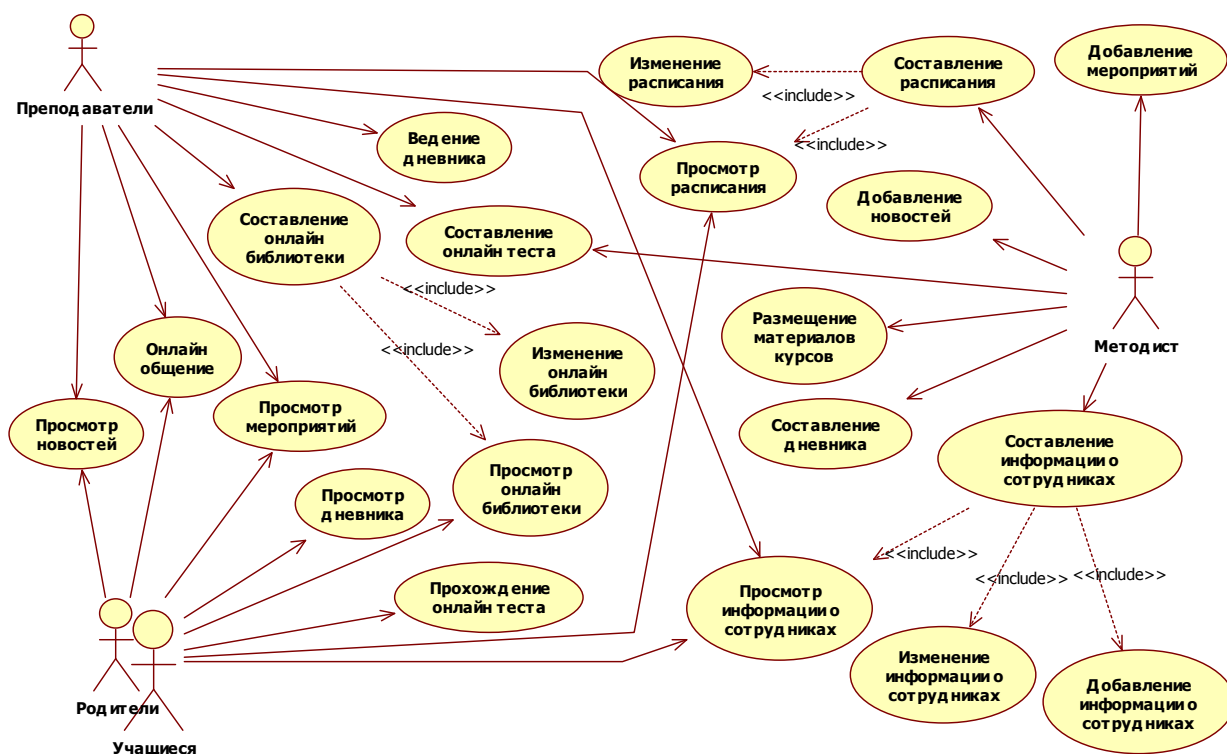 Преподаватели
Изменение
расписания
Составление
расписания
Добавление
мероприятий
<<include>>
<<include>>
Ведение
дневника
Просмотр
расписания
Добавление
новостей
Составление
онлайн
библиотеки
Составление
онлайн теста
<<include>>
<<include>>
Размещение
материалов
курсов
Методист
Онлайн
общение
Изменение онлайн
библиотеки
Просмотр
новостей
Просмотр
мероприятий
Составление
дневника
Составление
информации о
сотрудниках
Просмотр
онлайн
библиотеки
Просмотр
дневника
<<include>>
<<include>>
<<include>>
Прохождение
онлайн теста
Просмотр
информации о
сотрудниках
Изменение
информации о
сотрудниках
Добавление
информации о
сотрудниках
Родители
Учащиеся